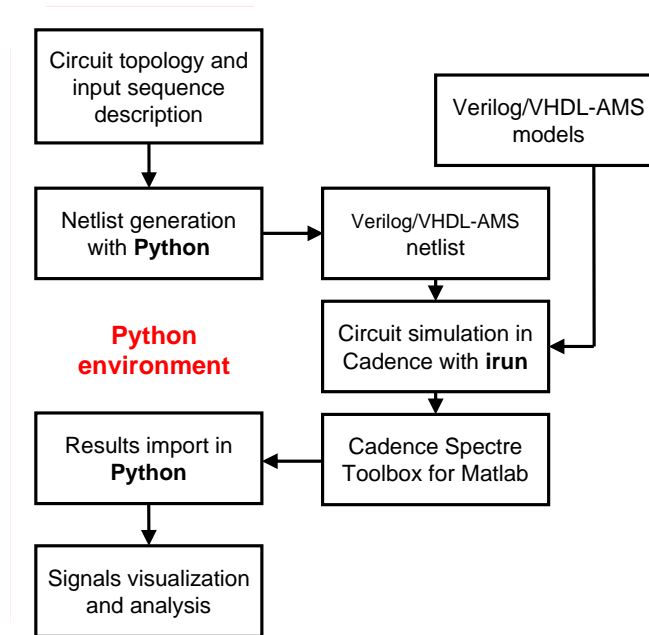 Circuit topology and
input sequence
description
Verilog/VHDL-AMS
models
Netlist generation
with Python
Verilog/VHDL-AMS
netlist
Python
environment
Circuit simulation in
Cadence with irun
Results import in
Python
Cadence Spectre
Toolbox for Matlab
Signals visualization
and analysis